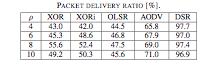 PACKET DELIVERY RATIO [%].
ρ XOR XORi OLSR AODV DSR
4 43.0 42.0 44.5 65.8 97.7
6 45.3 48.6 46.8 67.9 97.0
8 55.6 52.4 47.5 69.0 97.4
10 49.2 50.3 45.6 71.0 96.9